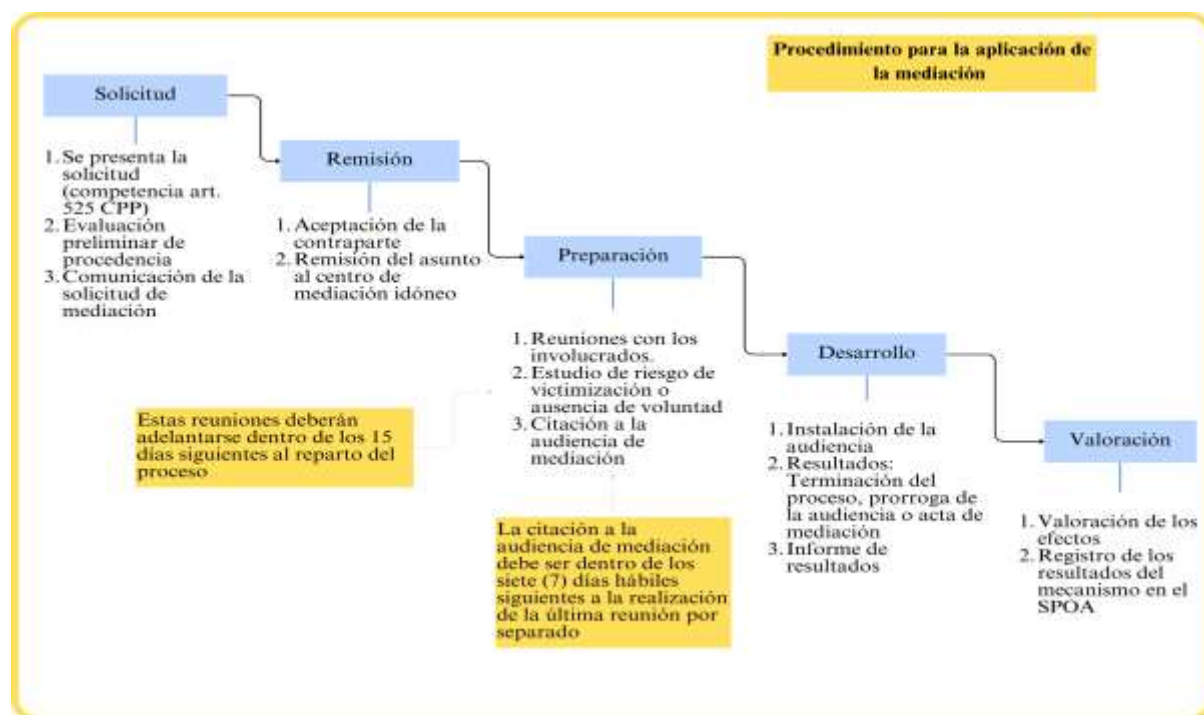 Procedimiento para la aplicación de
la mediación
Solicitud
1. Se presenta la
solicitud
(competencia art.
525 CPP)
2. Evaluación
preliminar de
procedencia
3. Comunicación de la
solicitud de
mediación
Remisión
1. Aceptación de la
contraparte
2. Remisión del asunto
al centro de
mediación idóneo
Preparación
1. Reuniones con los
involucrados.
2. Estudio de riesgo de
victimización o
ausencia de voluntad
3. Citación a la
audiencia de
mediación
Estas reuniones deberán
adelantarse dentro de los 15
días siguientes al reparto del
proceso
La citación a la
audiencia de mediación
debe ser dentro de los
siete (7) días hábiles
siguientes a la realización
de la última reunión por
separado
Desarrollo
1. Instalación de la
audiencia
2. Resultados:
Terminación del
proceso, prorroga de
la audiencia o acta de
mediación
3. Informe de
resultados
Valoración
1. Valoración de los
efectos
2. Registro de los
resultados del
mecanismo en el
SPOA